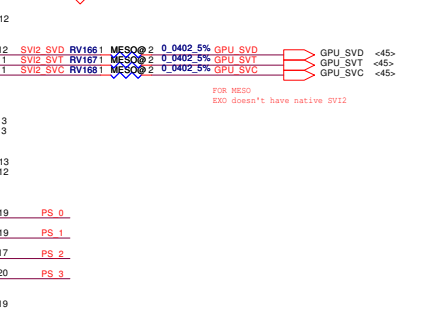 12
12 SVI2_SVD RV166 1 MESO@ 2 0_0402_5% GPU_SVD GPU_SVD <45>
1 SVI2_SVT RV167 1 MESO@ 2 0_0402_5% GPU_SVT GPU_SVT <45>
1 SVI2_SVC RV168 1 MESO@ 2 0_0402_5% GPU_SVC GPU_SVC <45>
FOR MESO
EXO doesn't have native SVI2
3
3
13
12
19 PS_0
19 PS_1
17 PS_2
20 PS_3
19